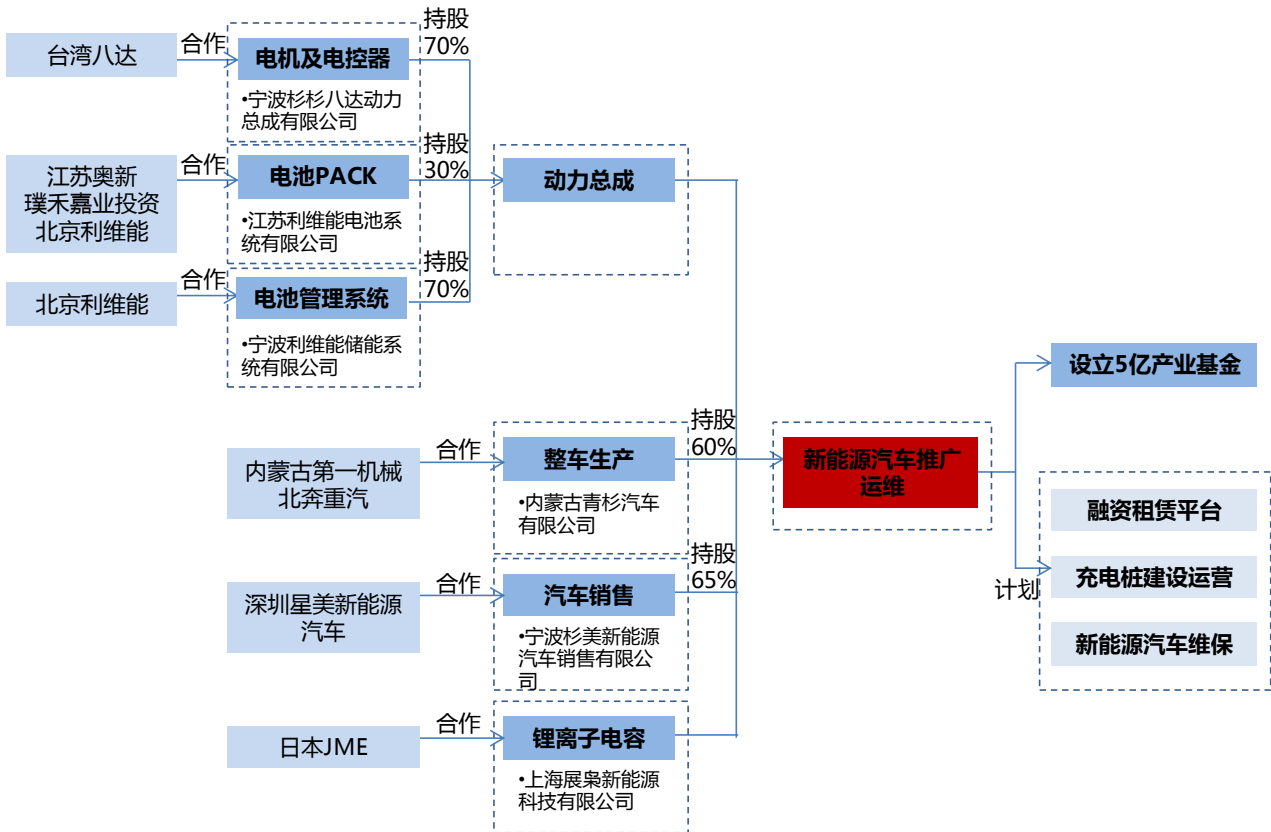 台湾八达
合作
电机及电控器
•宁波杉杉八达动力
总成有限公司
持股
70%
江苏奥新
璞禾嘉业投资
北京利维能
合作
电池PACK
•江苏利维能电池系
统有限公司
持股
30%
动力总成
北京利维能
合作
电池管理系统
•宁波利维能储能系
统有限公司
持股
70%
内蒙古第一机械
北奔重汽
合作
整车生产
•内蒙古青杉汽车
有限公司
持股
60%
深圳星美新能源
汽车
合作
汽车销售
•宁波杉美新能源
汽车销售有限公
司
持股
65%
日本JME
合作
锂离子电容
•上海展枭新能源
科技有限公司
新能源汽车推广
运维
设立5亿产业基金
计划
融资租赁平台
充电桩建设运营
新能源汽车维保